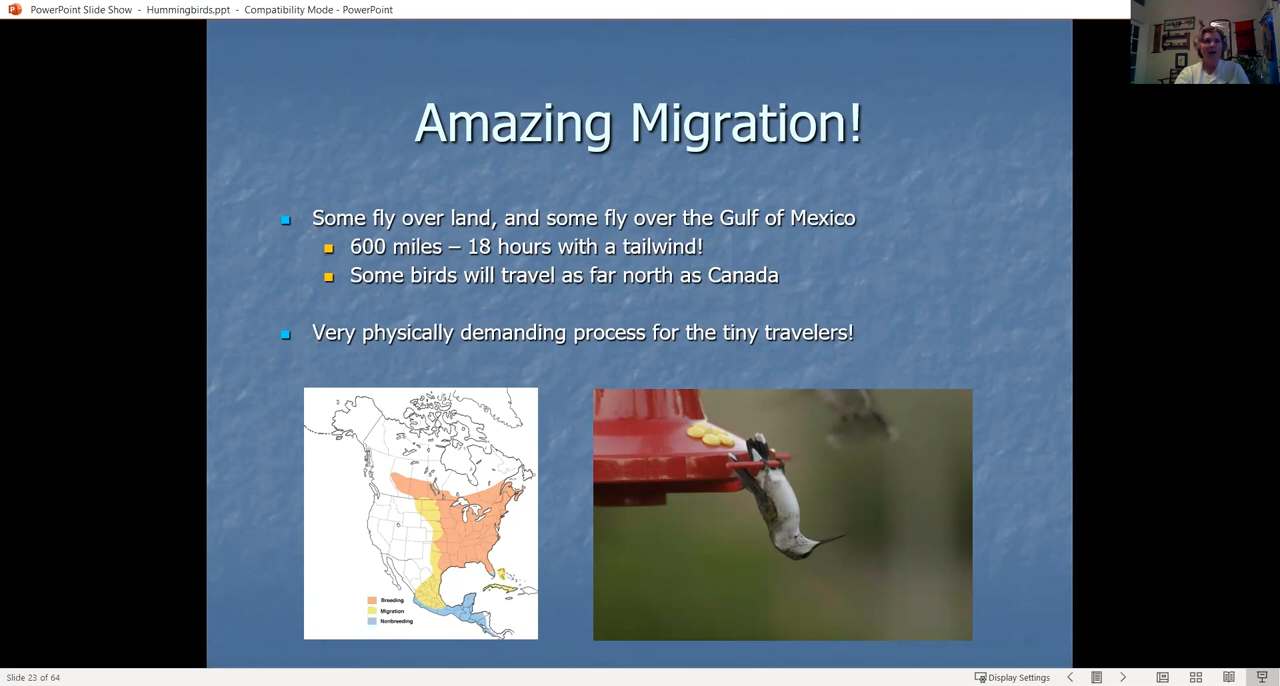 PowerPoint Slide Show - Hummingbirds.ppt - Compatibility Mode - PowerPoint
Amazing Migration!
Some fly over land, and some fly over the Gulf of Mexico
600 miles – 18 hours with a tailwind!
Some birds will travel as far north as Canada
Very physically demanding process for the tiny travelers!
Breeding
Migration
Nonbreeding
Slide 23 of 64
Display Settings